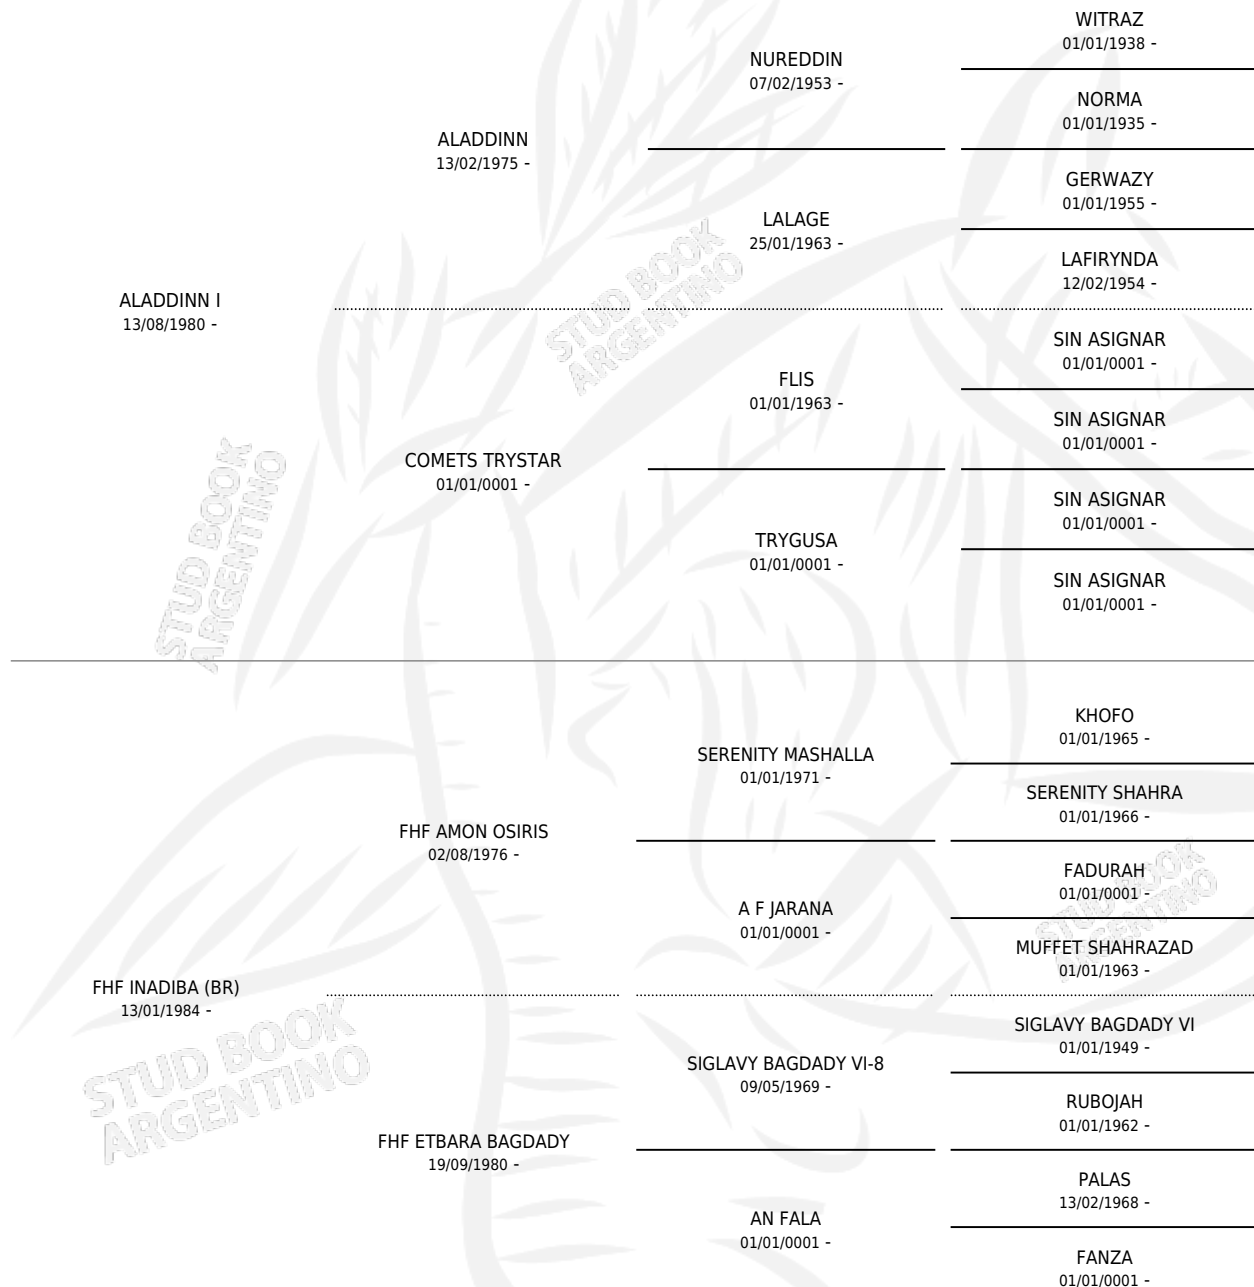 WITRAZ
01/01/1938 -
NUREDDIN
07/02/1953 -
NORMA
01/01/1935 -
ALADDINN
13/02/1975 -
GERWAZY
01/01/1955 -
LALAGE
25/01/1963 -
LAFIRYNDA
12/02/1954 -
ALADDINN I
13/08/1980 -
SIN ASIGNAR
01/01/0001 -
FLIS
01/01/1963 -
SIN ASIGNAR
01/01/0001 -
COMETS TRYSTAR
01/01/0001 -
SIN ASIGNAR
01/01/0001 -
TRYGUSA
01/01/0001 -
SIN ASIGNAR
01/01/0001 -
KHOFO
01/01/1965 -
SERENITY MASHALLA
01/01/1971 -
SERENITY SHAHRA
01/01/1966 -
FHF AMON OSIRIS
02/08/1976 -
FADURAH
01/01/0001 -
A F JARANA
01/01/0001 -
MUFFET SHAHRAZAD
01/01/1963 -
FHF INADIBA (BR)
13/01/1984 -
SIGLAVY BAGDADY VI
01/01/1949 -
SIGLAVY BAGDADY VI-8
09/05/1969 -
RUBOJAH
01/01/1962 -
FHF ETBARA BAGDADY
19/09/1980 -
PALAS
13/02/1968 -
AN FALA
01/01/0001 -
FANZA
01/01/0001 -
STUD BOOK
ARGENTINO
STUD BOOK
ARGENTINO
STUD BOOK
ARGENTINO
STUD BOOK
ARGENTINO